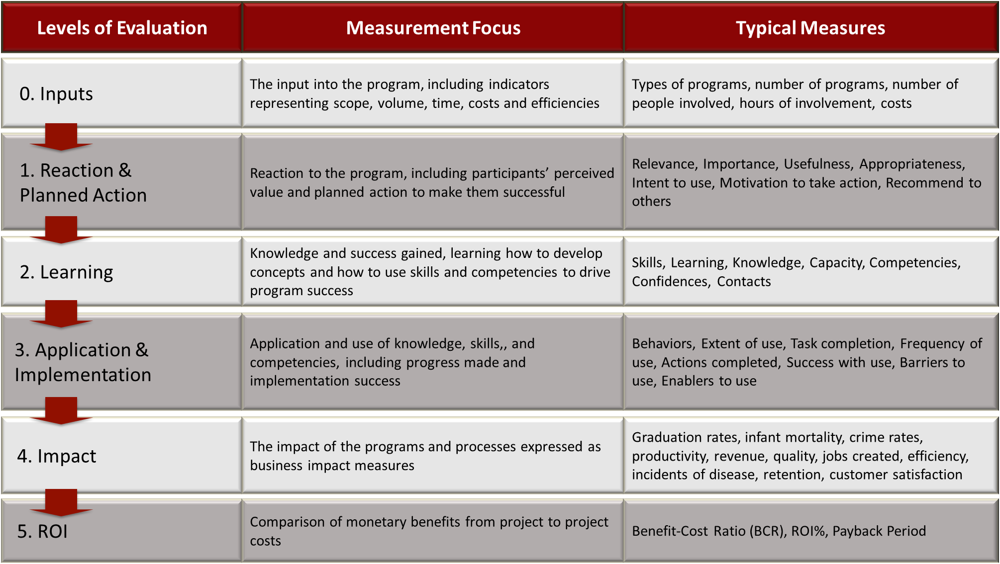 Levels of Evaluation
Measurement Focus
Typical Measures
0. Inputs
The input into the program, including indicators
representing scope, volume, time, costs and efficiencies
Types of programs, number of programs, number of
people involved, hours of involvement, costs
1. Reaction &
Planned Action
Reaction to the program, including participants’ perceived
value and planned action to make them successful
Relevance, Importance, Usefulness, Appropriateness,
Intent to use, Motivation to take action, Recommend to
others
2. Learning
Knowledge and success gained, learning how to develop
concepts and how to use skills and competencies to drive
program success
Skills, Learning, Knowledge, Capacity, Competencies,
Confidences, Contacts
3. Application &
Implementation
Application and use of knowledge, skills,, and
competencies, including progress made and
implementation success
Behaviors, Extent of use, Task completion, Frequency of
use, Actions completed, Success with use, Barriers to
use, Enablers to use
4. Impact
The impact of the programs and processes expressed as
business impact measures
Graduation rates, infant mortality, crime rates,
productivity, revenue, quality, jobs created, efficiency,
incidents of disease, retention, customer satisfaction
5. ROI
Comparison of monetary benefits from project to project
costs
Benefit-Cost Ratio (BCR), ROI%, Payback Period